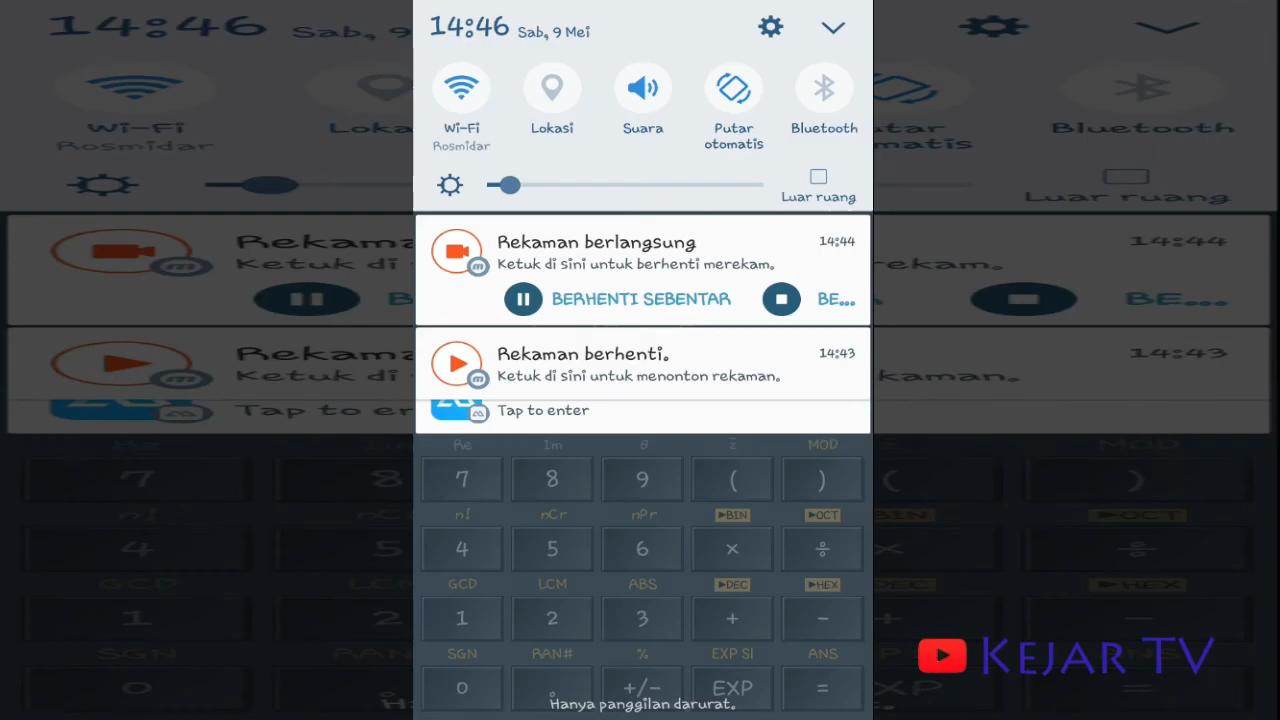 14:46 Sab, 9 Mei
Wi-Fi
Rosmidar
Lokasi
Suara
Putar
otomatis
Bluetooth
Luar ruang
Rekaman berlangsung 14:44
Ketuk di sini untuk berhenti merekam.
BERHENTI SEBENTAR BE...
Rekaman berhenti. 14:43
Ketuk di sini untuk menonton rekaman.
Tap to enter
Re Im θ z̅ MOD
7 8 9 ( )
n! nCr nPr ►BIN ►OCT
4 5 6 × ÷
GCD LCM ABS ►DEC ►HEX
1 2 3 + −
SGN RAN# % EXP SI ANS
0 . +/− EXP =
Hanya panggilan darurat.
KEJAR TV